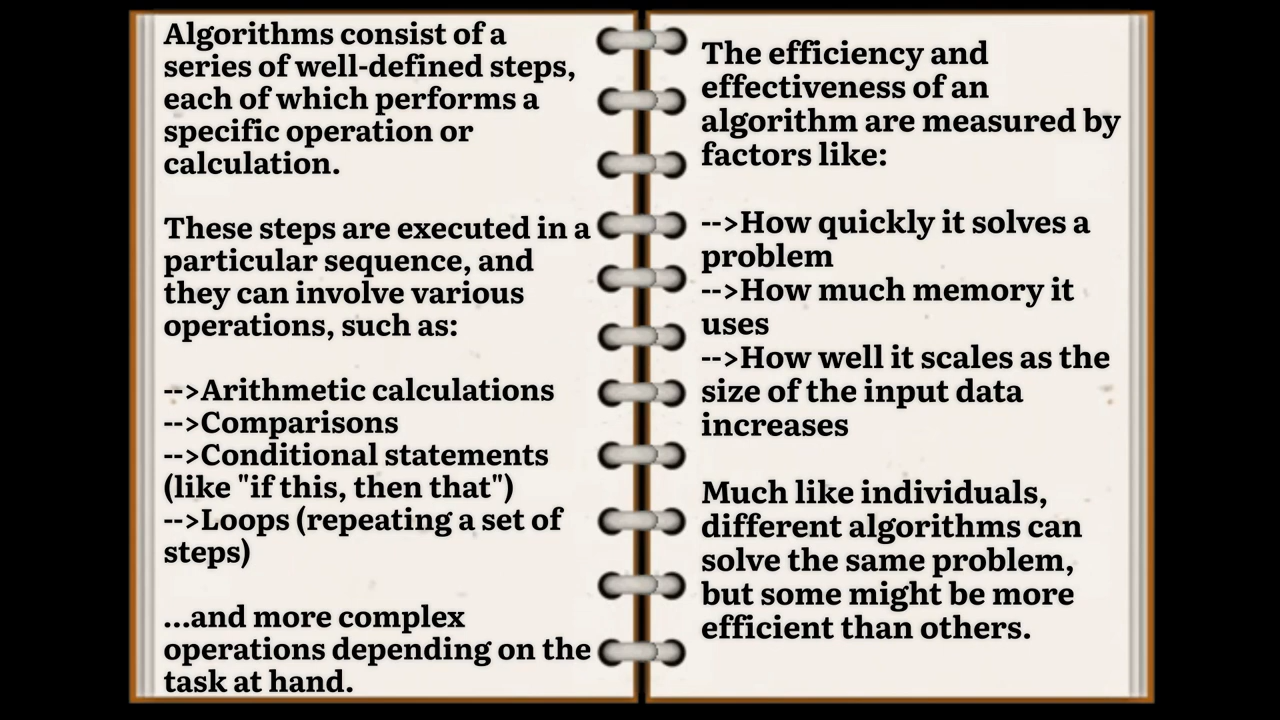 Algorithms consist of a
series of well-defined steps,
each of which performs a
specific operation or
calculation.
These steps are executed in a
particular sequence, and
they can involve various
operations, such as:
-->Arithmetic calculations
-->Comparisons
-->Conditional statements
(like "if this, then that")
-->Loops (repeating a set of
steps)
...and more complex
operations depending on the
task at hand.
The efficiency and
effectiveness of an
algorithm are measured by
factors like:
-->How quickly it solves a
problem
-->How much memory it
uses
-->How well it scales as the
size of the input data
increases
Much like individuals,
different algorithms can
solve the same problem,
but some might be more
efficient than others.